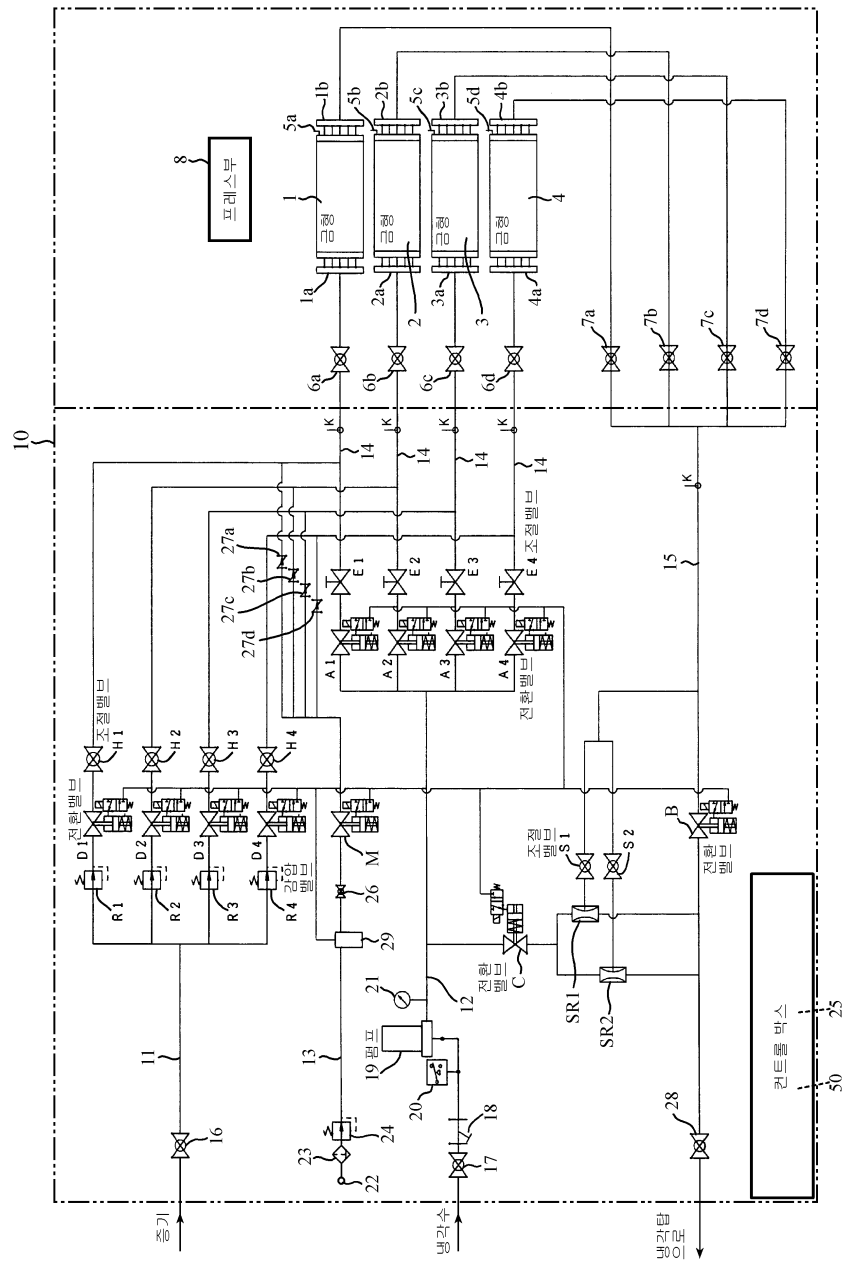 10
증기
냉각수
냉각탑
으로
16
11
R1
R2
R3
R4
감압
밸브
D1
D2
D3
D4
전환밸브
H1
H2
H3
H4
조절밸브
22
23
24
13
29
26
M
27a
27b
27c
27d
17
18
20
19 펌프
21
12
A1
A2
A3
A4
전환밸브
E1
E2
E3
E4
조절밸브
14
14
14
14
K
K
K
K
6a
6b
6c
6d
1a
2a
3a
4a
금형
금형
금형
금형
1
2
3
4
5a
5b
5c
5d
1b
2b
3b
4b
8
프레스부
전환
밸브
C
SR1
SR2
조절
밸브
S1
S2
28
B
전환
밸브
15
K
7a
7b
7c
7d
컨트롤 박스
50
25